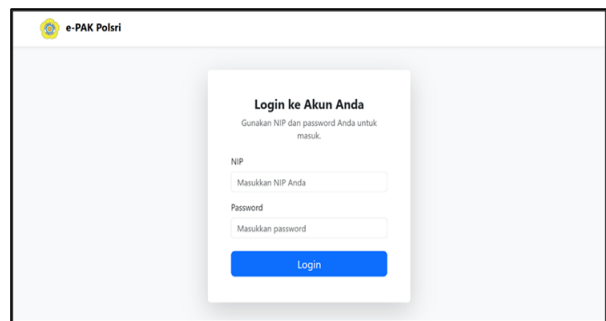 e-PAK Polsri
Login ke Akun Anda
Gunakan NIP dan password Anda untuk
masuk.
NIP
Masukkan NIP Anda
Password
Masukkan password
Login